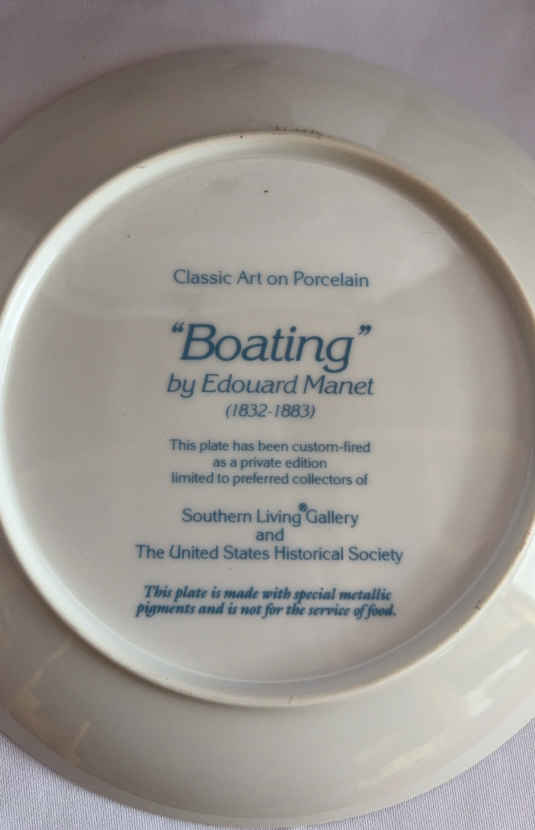 Classic Art on Porcelain
“Boating”
by Edouard Manet
(1832-1883)
This plate has been custom-fired
as a private edition
limited to preferred collectors of
Southern Living® Gallery
and
The United States Historical Society
This plate is made with special metallic
pigments and is not for the service of food.